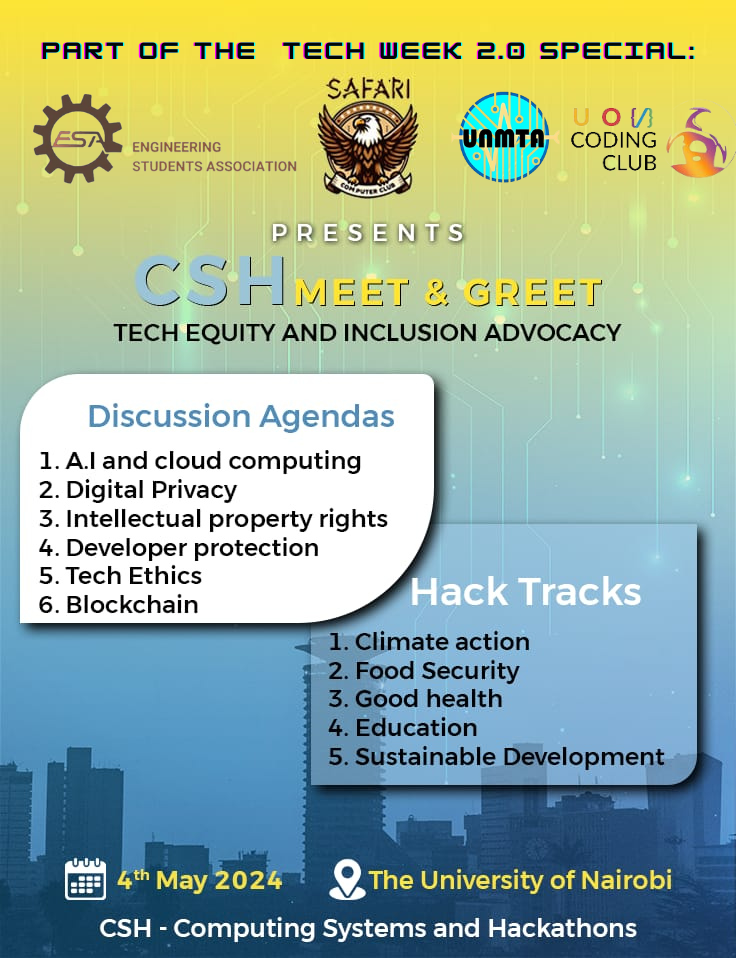 PART OF THE TECH WEEK 2.0 SPECIAL:
ESA
ENGINEERING
STUDENTS ASSOCIATION
SAFARI
COMPUTER CLUB
UNMTA
UON
CODING
CLUB
PRESENTS
CSH MEET & GREET
TECH EQUITY AND INCLUSION ADVOCACY
Discussion Agendas
1. A.I and cloud computing
2. Digital Privacy
3. Intellectual property rights
4. Developer protection
5. Tech Ethics
6. Blockchain
Hack Tracks
1. Climate action
2. Food Security
3. Good health
4. Education
5. Sustainable Development
4th May 2024
The University of Nairobi
CSH - Computing Systems and Hackathons